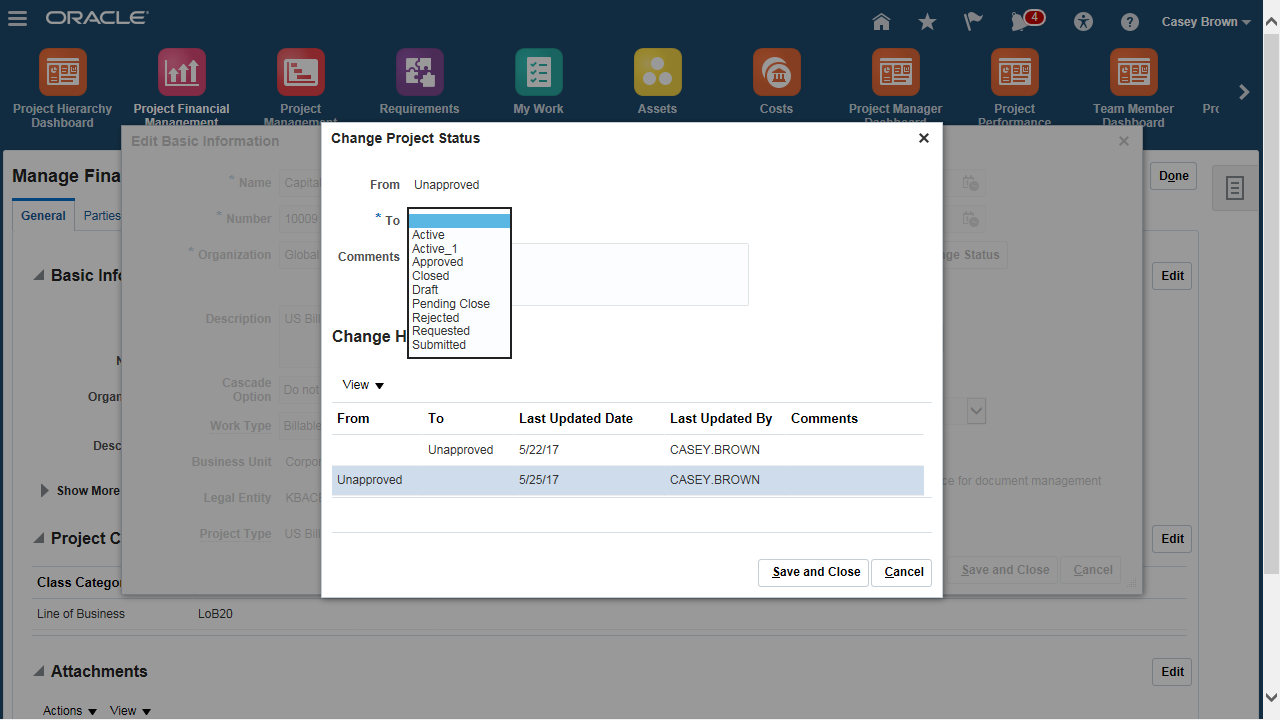 ORACLE
4
Casey Brown
Project Hierarchy
Dashboard
Project Financial
Management
Project
Management
Requirements
My Work
Assets
Costs
Project Manager
Dashboard
Project
Performance
Team Member
Dashboard
Edit Basic Information
Change Project Status
Manage Fina
Done
General
Parties
* Name
Capital
* Number
10009
* Organization
Global
ge Status
From
Unapproved
* To
Active
Active_1
Approved
Closed
Draft
Pending Close
Rejected
Requested
Submitted
Comments
Basic Info
Edit
Description
US Bill
Change H
Organ
Cascade
Option
Do not
View
Work Type
Billable
Desc
Business Unit
Corpor
From To Last Updated Date Last Updated By Comments
Unapproved 5/22/17 CASEY.BROWN
Unapproved 5/25/17 CASEY.BROWN
ce for document management
Show More
Legal Entity
KBACE
Project C
Project Type
US Bill
Edit
Save and Close
Cancel
Save and Close
Cancel
Class Categor
Line of Business
LoB20
Attachments
Edit
Actions
View